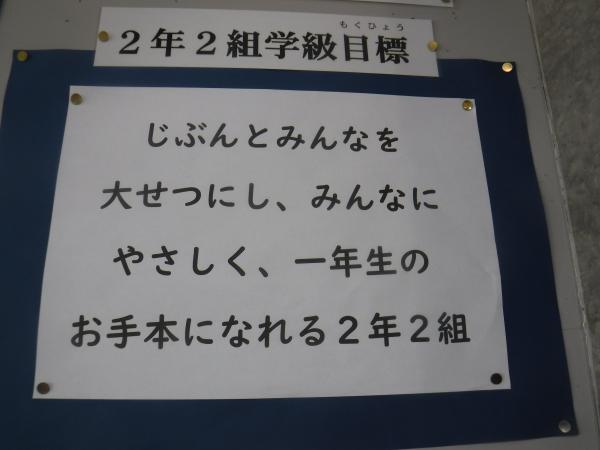 もくひょう
２年２組学級目標
じぶんとみんなを
大せつにし、みんなに
やさしく、一年生の
お手本になれる２年２組